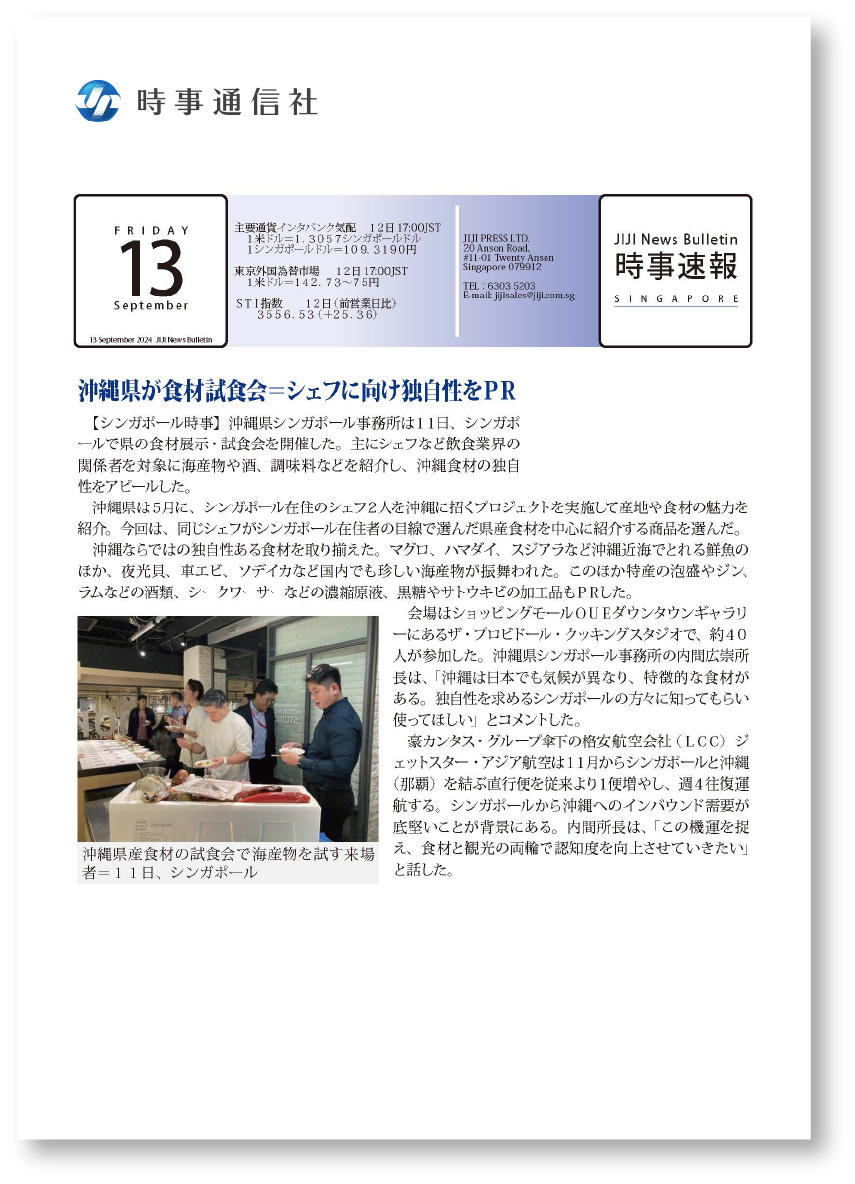 時事通信社
FRIDAY
13
September
13 September 2024 JIJI News Bulletin
主要通貨インタバンク気配 12日17:00JST
1米ドル＝1.3057シンガポールドル
1シンガポールドル＝109.3190円
東京外国為替市場 12日17:00JST
1米ドル＝142.73～75円
ＳＴＩ指数 12日（前営業日比）
3556.53（＋25.36）
JIJI PRESS LTD.
20 Anson Road,
#11-01 Twenty Anson
Singapore 079912
TEL：6303 5203
E-mail: jijisales@jiji.com.sg
JIJI News Bulletin
時事速報
SINGAPORE
沖縄県が食材試食会＝シェフに向け独自性をＰＲ
【シンガポール時事】沖縄県シンガポール事務所は１１日、シンガポ
ールで県の食材展示・試食会を開催した。主にシェフなど飲食業界の
関係者を対象に海産物や酒、調味料などを紹介し、沖縄食材の独自
性をアピールした。
沖縄県は５月に、シンガポール在住のシェフ２人を沖縄に招くプロジェクトを実施して産地や食材の魅力を
紹介。今回は、同じシェフがシンガポール在住者の目線で選んだ県産食材を中心に紹介する商品を選んだ。
沖縄ならではの独自性ある食材を取り揃えた。マグロ、ハマダイ、スジアラなど沖縄近海でとれる鮮魚の
ほか、夜光貝、車エビ、ソデイカなど国内でも珍しい海産物が振舞われた。このほか特産の泡盛やジン、
ラムなどの酒類、シークワーサーなどの濃縮原液、黒糖やサトウキビの加工品もＰＲした。
会場はショッピングモールＯＵＥダウンタウンギャラリ
ーにあるザ・プロビドール・クッキングスタジオで、約４０
人が参加した。沖縄県シンガポール事務所の内間広崇所
長は、「沖縄は日本でも気候が異なり、特徴的な食材が
ある。独自性を求めるシンガポールの方々に知ってもらい
使ってほしい」とコメントした。
豪カンタス・グループ傘下の格安航空会社（ＬＣＣ）ジ
ェットスター・アジア航空は１１月からシンガポールと沖縄
（那覇）を結ぶ直行便を従来より１便増やし、週４往復運
航する。シンガポールから沖縄へのインバウンド需要が
底堅いことが背景にある。内間所長は、「この機運を捉
え、食材と観光の両輪で認知度を向上させていきたい」
と話した。
沖縄県産食材の試食会で海産物を試す来場
者＝１１日、シンガポール